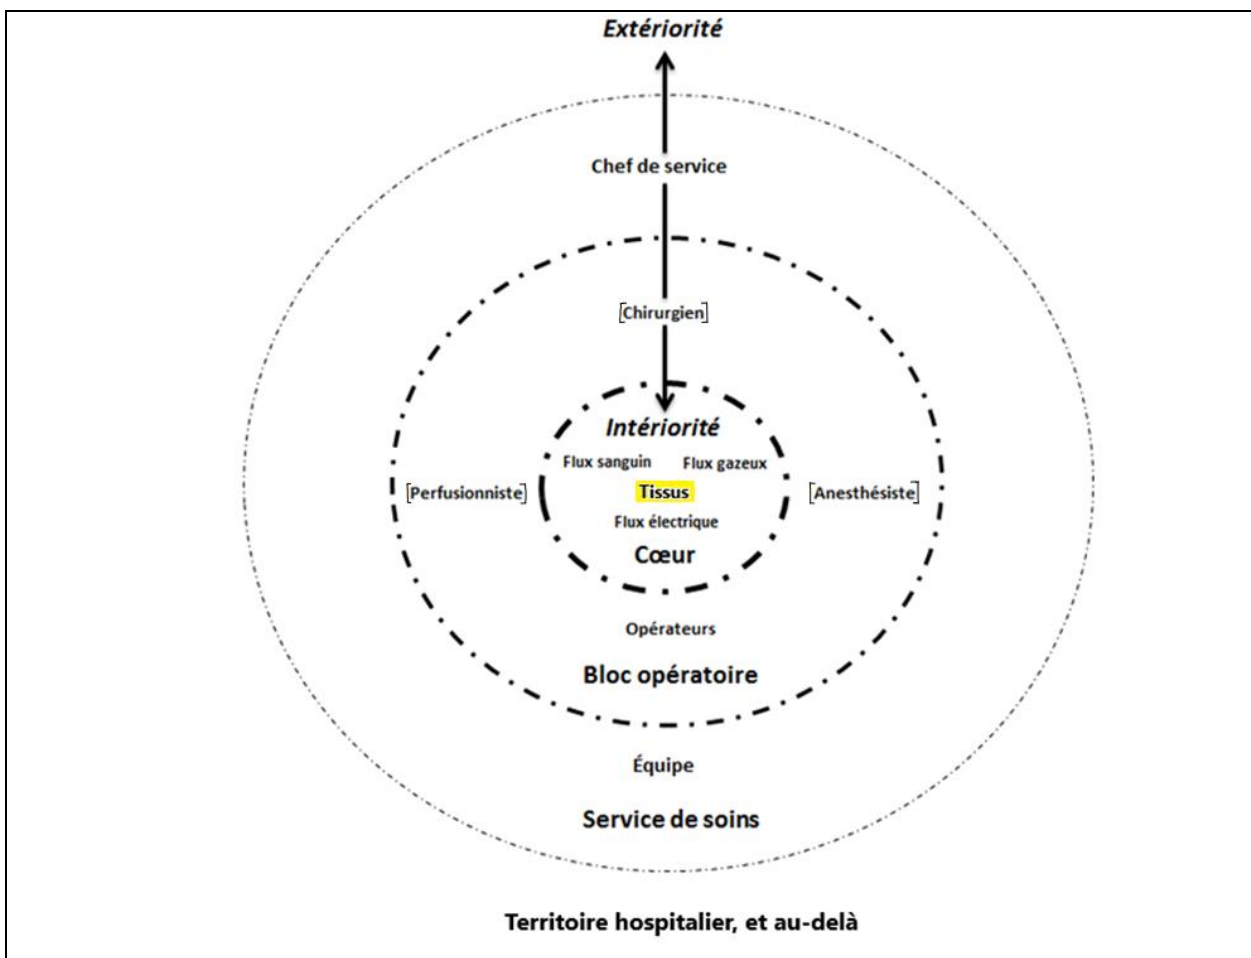 Extériorité
Chef de service
[Chirurgien]
Intériorité
Flux sanguin Flux gazeux
[Perfusionniste] Tissus [Anesthésiste]
Flux électrique
Cœur
Opérateurs
Bloc opératoire
Équipe
Service de soins
Territoire hospitalier, et au-delà